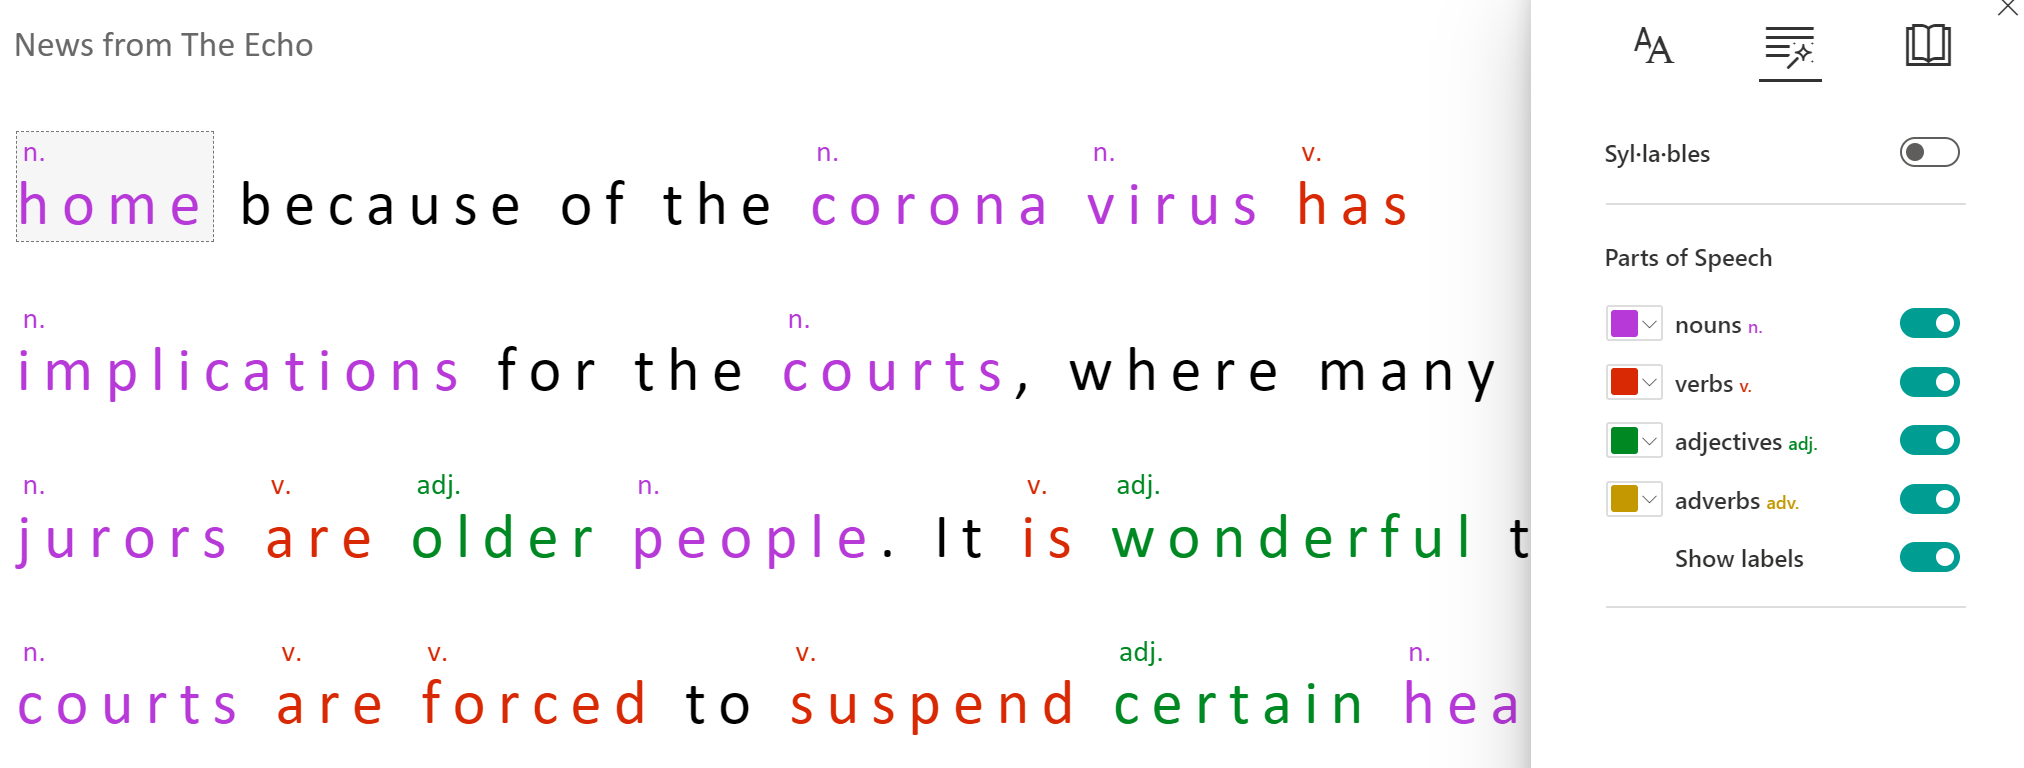 News from The Echo
n. n. n. v.
home because of the corona virus has
n. n.
implications for the courts, where many
n. v. adj. n. v. adj.
jurors are older people. It is wonderful
n. v. v. v. adj. n.
courts are forced to suspend certain
AA
Syl·la·bles
Parts of Speech
nouns n.
verbs v.
adjectives adj.
adverbs adv.
Show labels